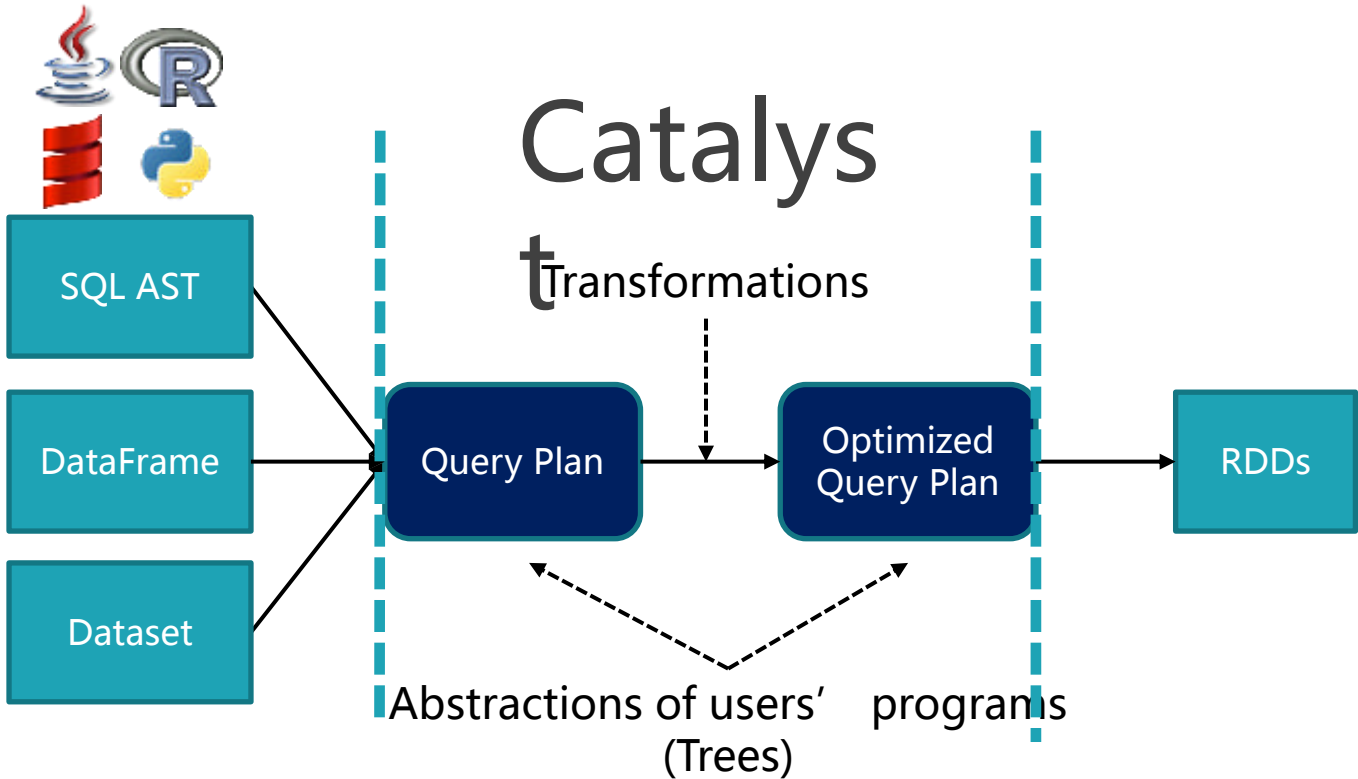 R
Catalys
t
Transformations
SQL AST
DataFrame
Dataset
Query Plan
Optimized
Query Plan
RDDs
Abstractions of users’ programs
(Trees)